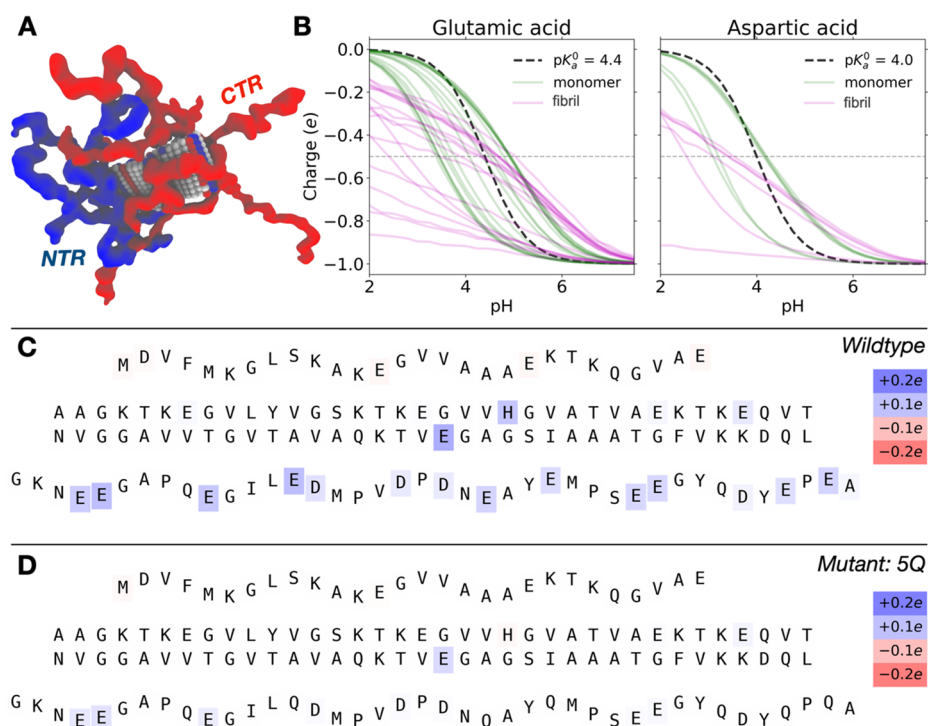 A
CTR
NTR
B
Glutamic acid
Aspartic acid
Charge (e)
0.0
−0.2
−0.4
−0.6
−0.8
−1.0
pKₐ⁰ = 4.4
monomer
fibril
pKₐ⁰ = 4.0
monomer
fibril
2 4 6
pH
2 4 6
pH
C
Wildtype
M D V F M K G L S K A K E G V V A A A E K T K Q G V A E
A A G K T K E G V L Y V G S K T K E G V V H G V A T V A E K T K E Q V T
N V G G A V V T G V T A V A Q K T V E G A G S I A A A T G F V K K D Q L
G K N E E G A P Q E G I L E D M P V D P D N E A Y E M P S E E G Y Q D Y E P E A
+0.2e
+0.1e
−0.1e
−0.2e
D
Mutant: 5Q
M D V F M K G L S K A K E G V V A A A E K T K Q G V A E
A A G K T K E G V L Y V G S K T K E G V V H G V A T V A E K T K E Q V T
N V G G A V V T G V T A V A Q K T V E G A G S I A A A T G F V K K D Q L
G K N E E G A P Q E G I L Q D M P V D P D N Q A Y Q M P S E E G Y Q D Y Q P Q A
+0.2e
+0.1e
−0.1e
−0.2e